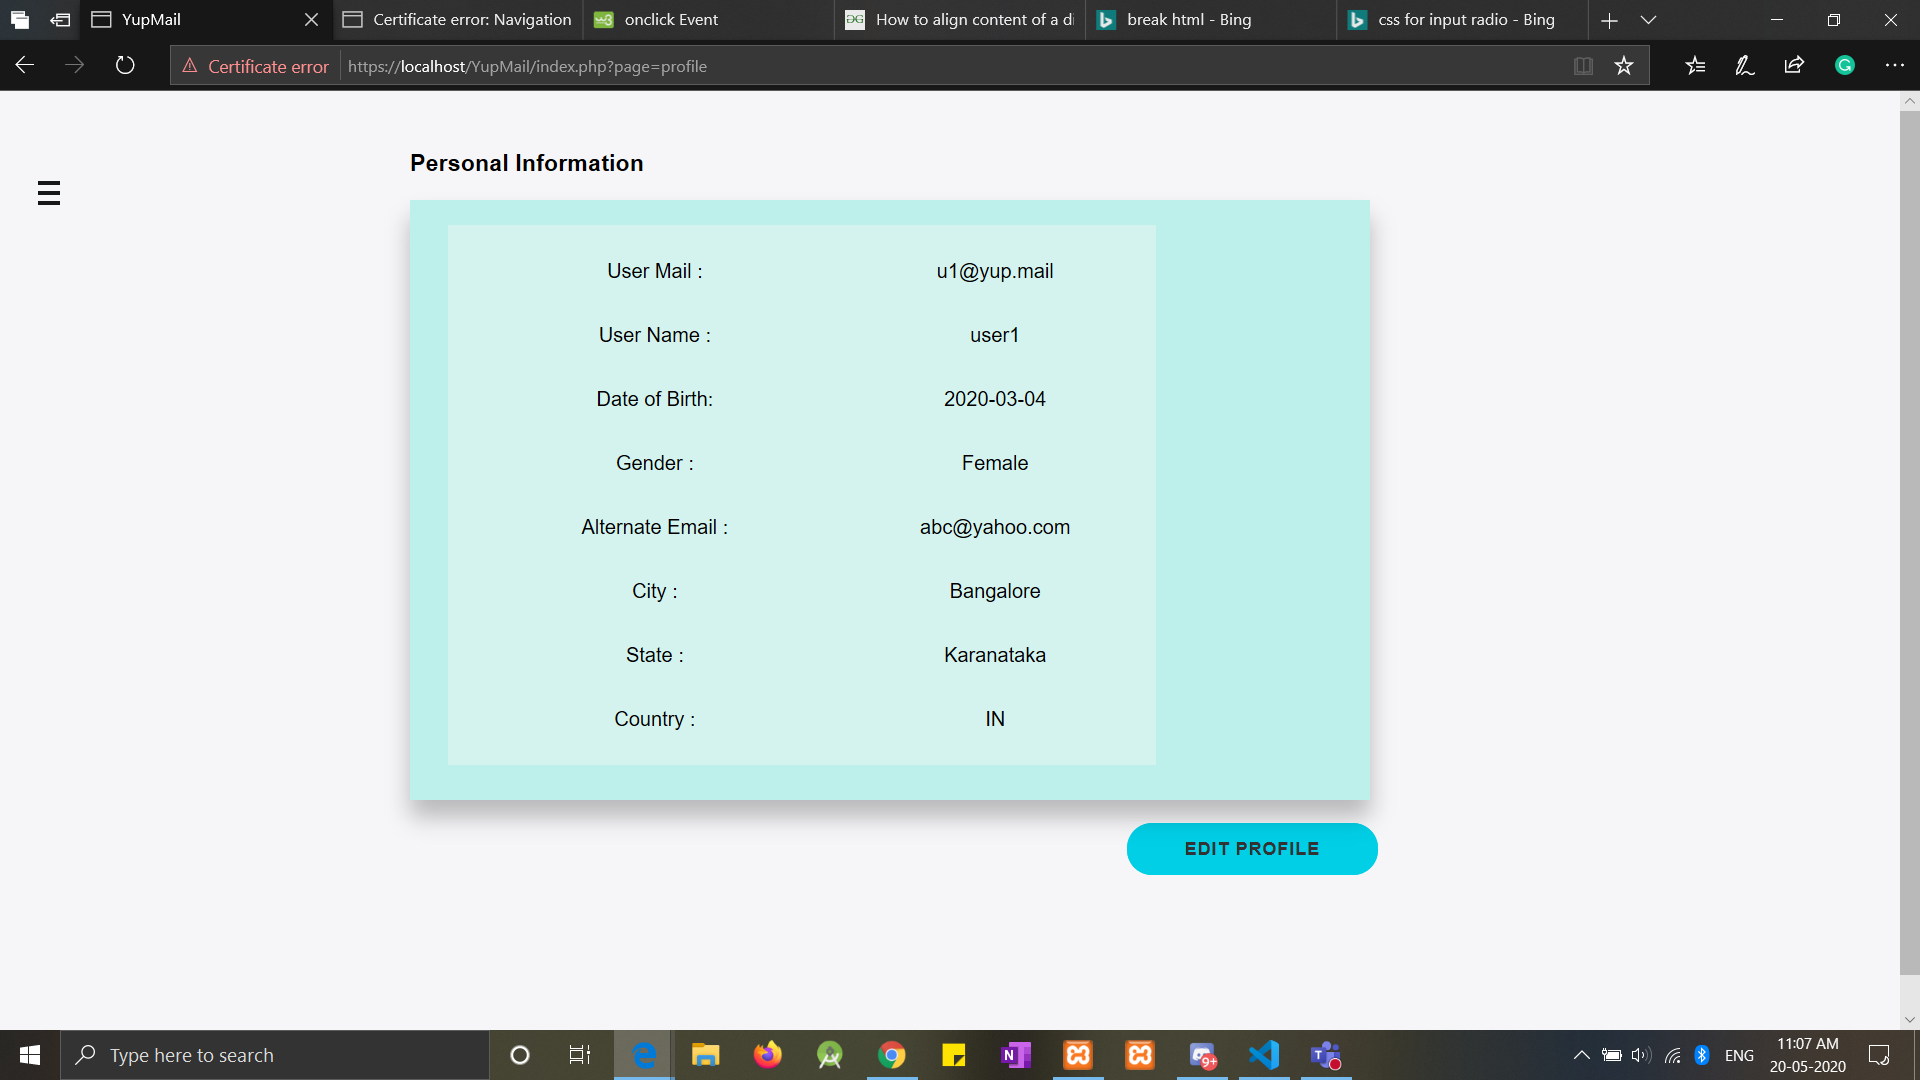 YupMail
Certificate error: Navigation
onclick Event
How to align content of a di
break html - Bing
css for input radio - Bing
Certificate error
https://localhost/YupMail/index.php?page=profile
Personal Information
User Mail : u1@yup.mail
User Name : user1
Date of Birth: 2020-03-04
Gender : Female
Alternate Email : abc@yahoo.com
City : Bangalore
State : Karanataka
Country : IN
EDIT PROFILE
Type here to search
9+
ENG
11:07 AM
20-05-2020